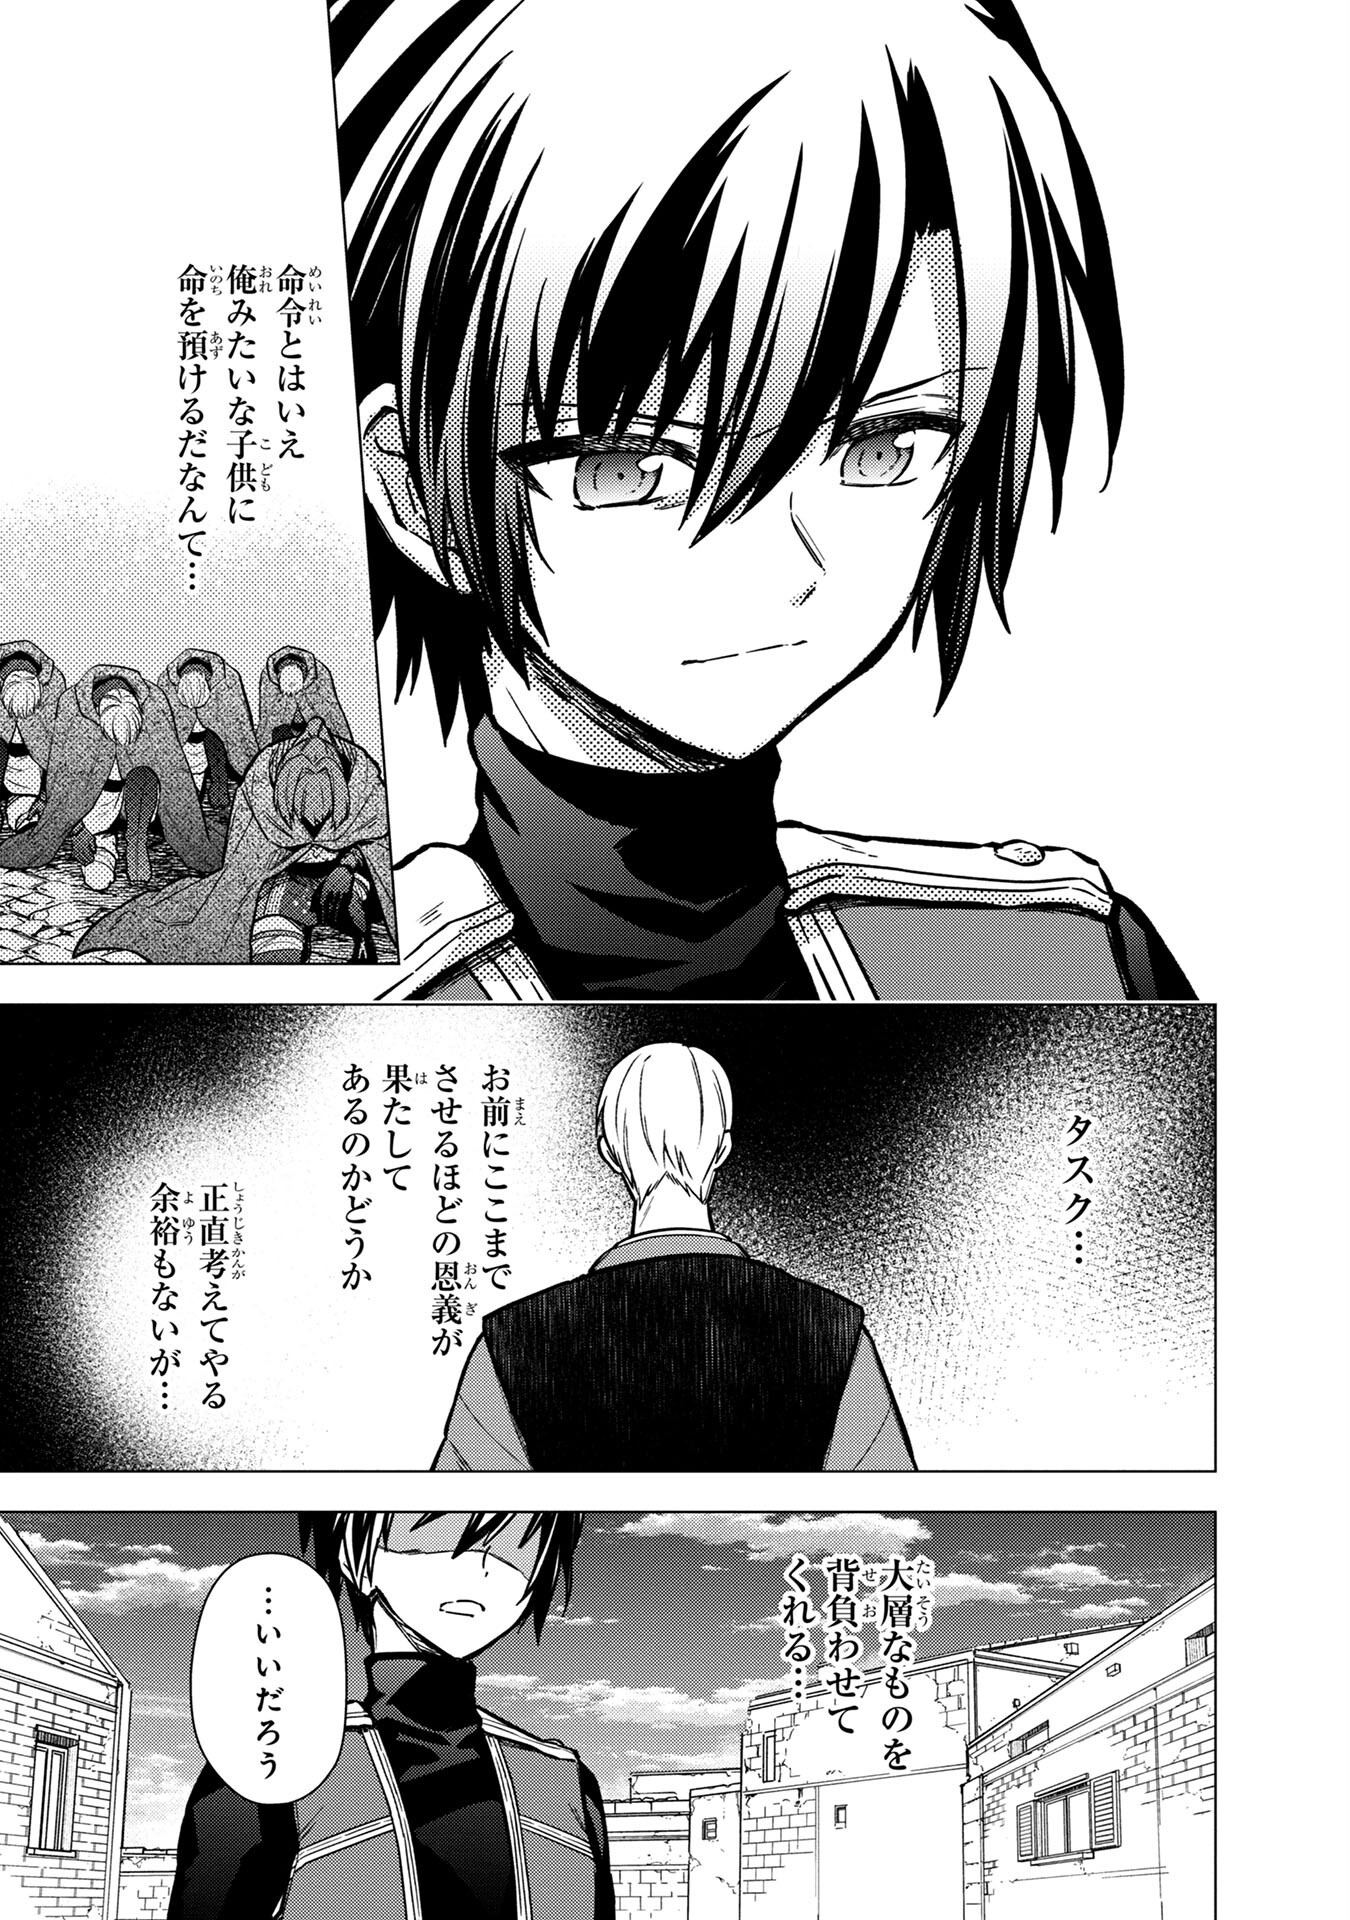 命令とはいえ
俺みたいな子供に
命を預けるだなんて…
タスク…
お前にここまで
させるほどの恩義が
果たして
あるのかどうか
正直考えてやる
余裕もないが…
大層なものを
背負わせて
くれる…
…いいだろう